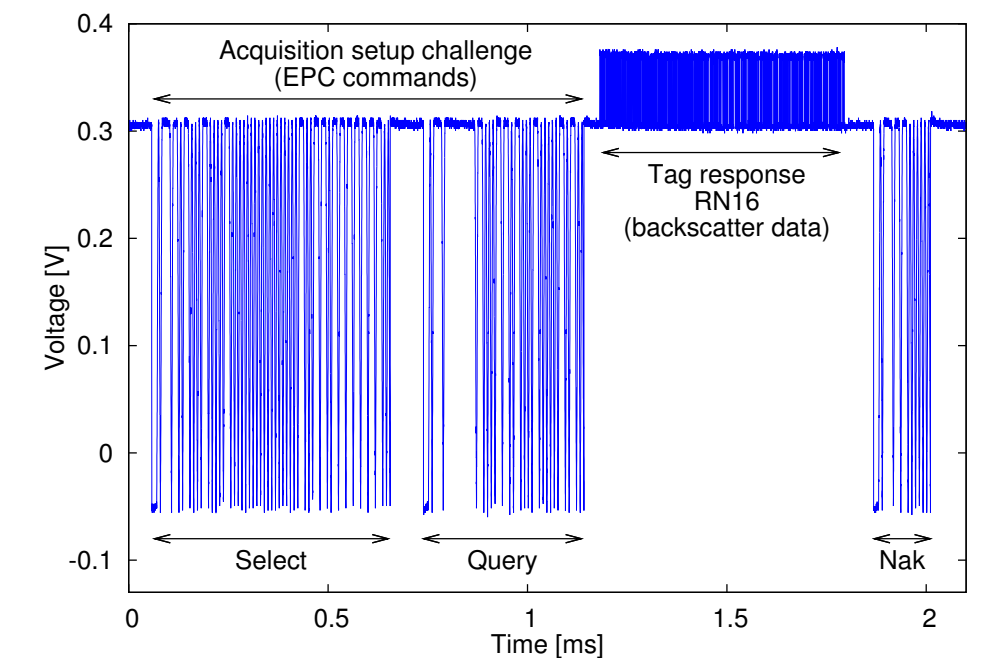 0.4
0.3
0.2
0.1
0
-0.1
Voltage [V]
Acquisition setup challenge
(EPC commands)
Tag response
RN16
(backscatter data)
Select
Query
Nak
0
0.5
1
1.5
2
Time [ms]